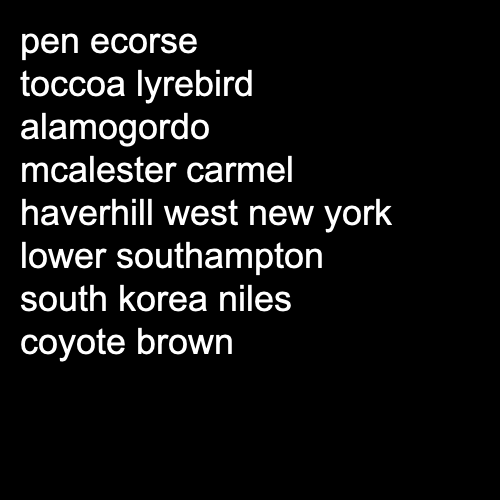 pen ecorse
toccoa lyrebird
alamogordo
mcalester carmel
haverhill west new york
lower southampton
south korea niles
coyote brown